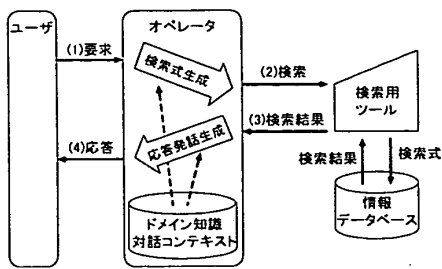 ユーザ
オペレータ
(1)要求
検索式生成
(2)検索
検索用
ツール
(3)検索結果
応答発話生成
(4)応答
検索結果
検索式
ドメイン知識
対話コンテキスト
情報
データベース